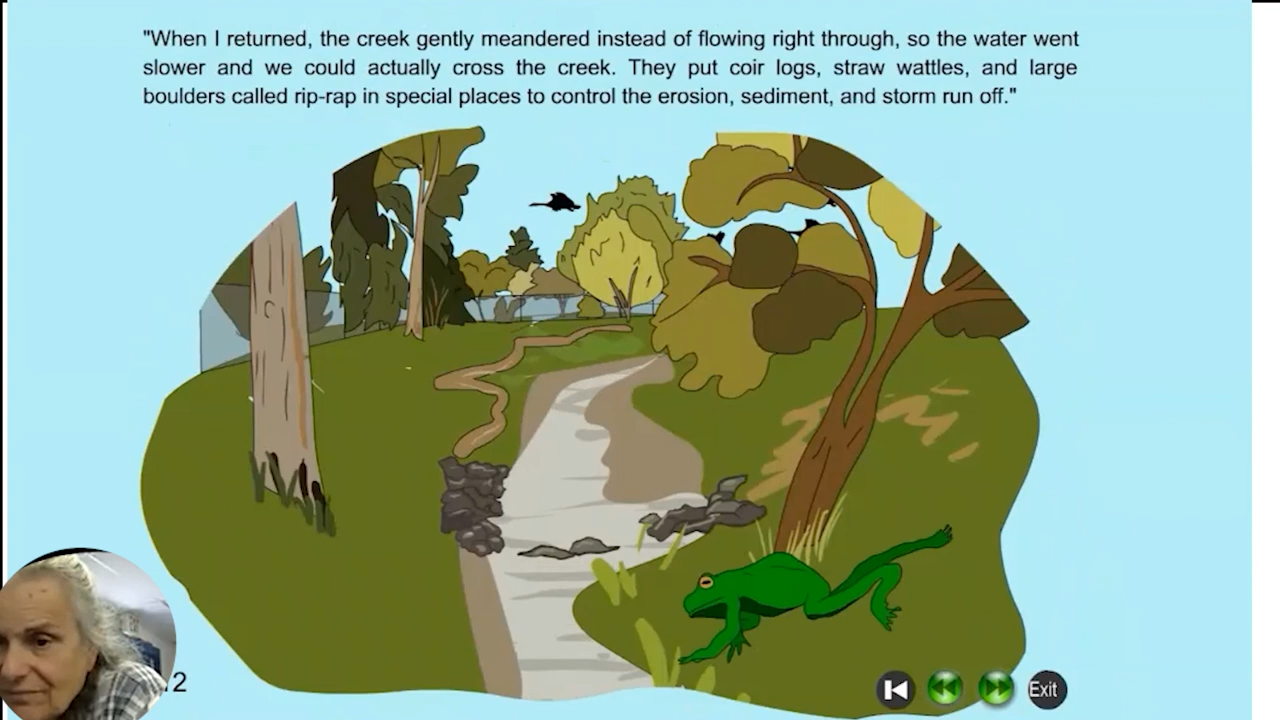 "When I returned, the creek gently meandered instead of flowing right through, so the water went
slower and we could actually cross the creek. They put coir logs, straw wattles, and large
boulders called rip-rap in special places to control the erosion, sediment, and storm run off."
2
Exit